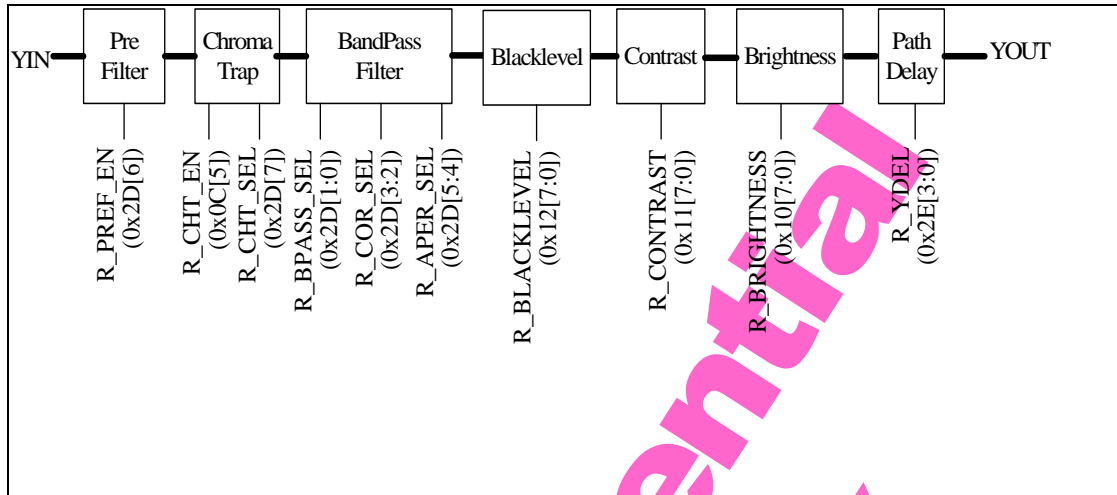 YIN
Pre
Filter
Chroma
Trap
BandPass
Filter
Blacklevel
Contrast
Brightness
Path
Delay
YOUT
R_PREF_EN
(0x2D[6])
R_CHT_EN
(0x0C[5])
R_CHT_SEL
(0x2D[7])
R_BPASS_SEL
(0x2D[1:0])
R_COR_SEL
(0x2D[3:2])
R_APER_SEL
(0x2D[5:4])
R_BLACKLEVEL
(0x12[7:0])
R_CONTRAST
(0x11[7:0])
R_BRIGHTNESS
(0x10[7:0])
R_YDEL
(0x2E[3:0])
ential